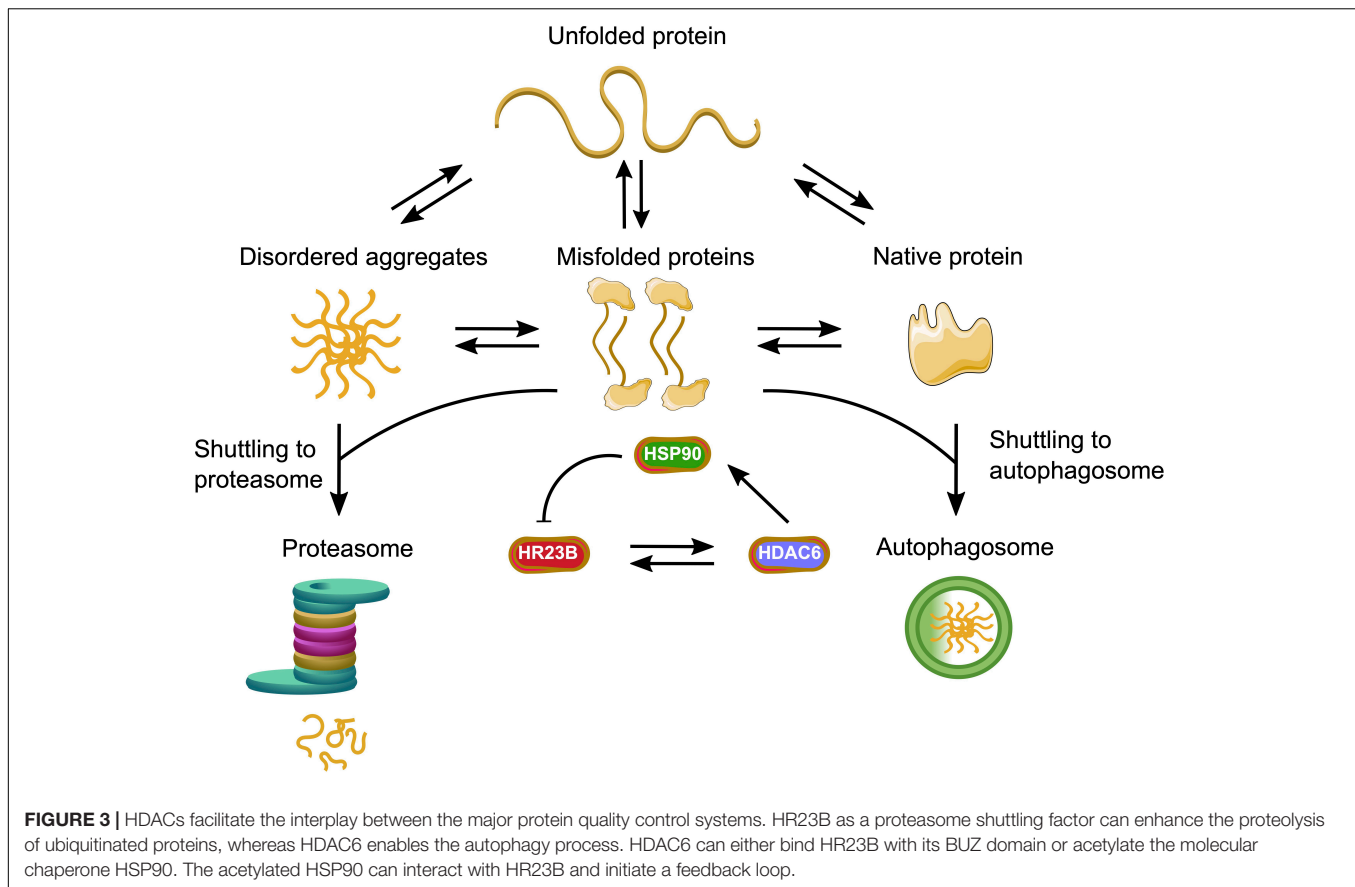 Unfolded protein
Disordered aggregates
Misfolded proteins
Native protein
Shuttling to
proteasome
HSP90
Shuttling to
autophagosome
Proteasome
HR23B
HDAC6
Autophagosome
FIGURE 3 | HDACs facilitate the interplay between the major protein quality control systems. HR23B as a proteasome shuttling factor can enhance the proteolysis
of ubiquitinated proteins, whereas HDAC6 enables the autophagy process. HDAC6 can either bind HR23B with its BUZ domain or acetylate the molecular
chaperone HSP90. The acetylated HSP90 can interact with HR23B and initiate a feedback loop.